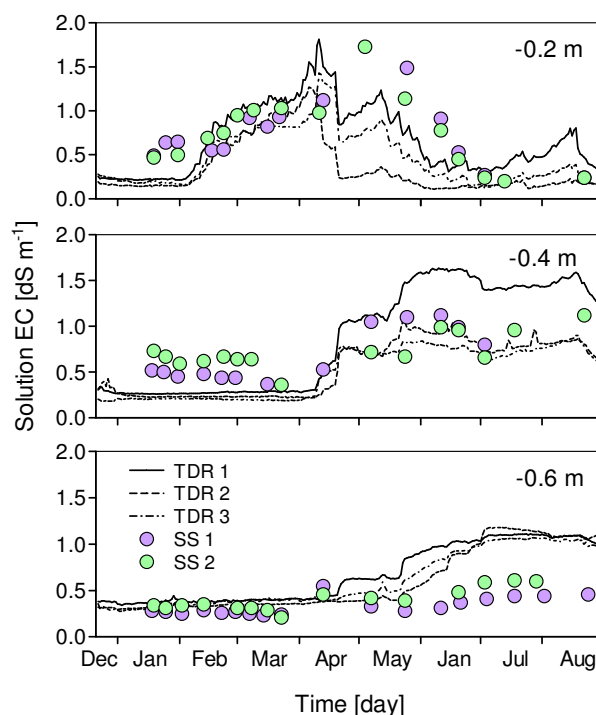 2.0
-0.2 m
1.5
1.0
0.5
0.0
2.0
-0.4 m
1.5
1.0
0.5
0.0
Solution EC [dS m-1]
2.0
-0.6 m
TDR 1
1.5
TDR 2
TDR 3
1.0
SS 1
SS 2
0.5
0.0
Dec Jan Feb Mar Apr May Jan Jul Aug
Time [day]